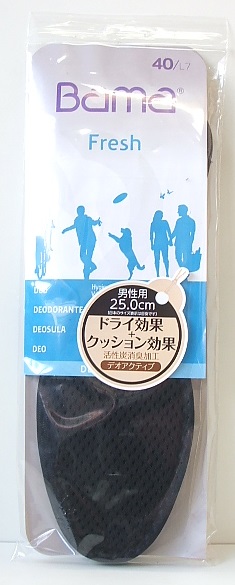 40/L7
Bama®
Fresh
DEO
DEODORANTE
DEOSULA
DEO
男性用
25.0cm
ドライ効果
+
クッション効果
活性炭消臭加工
デオアクティブ